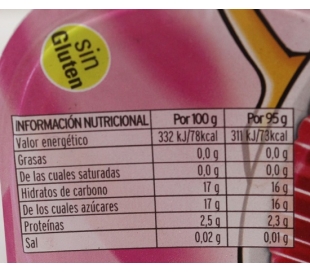 sin
Gluten
INFORMACIÓN NUTRICIONAL Por 100 g Por 95 g
Valor energético 332 kJ/78kcal 311 kJ/73kcal
Grasas 0,0 g 0,0 g
De las cuales saturadas 0,0 g 0,0 g
Hidratos de carbono 17 g 16 g
De los cuales azúcares 17 g 16 g
Proteínas 2,5 g 2,3 g
Sal 0,02 g 0,01 g